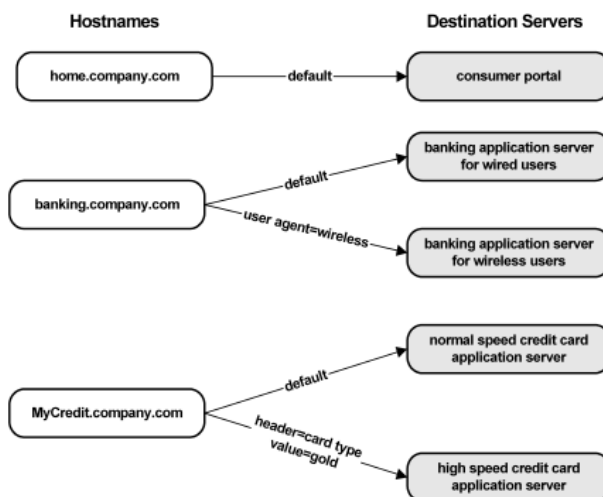 Hostnames
Destination Servers
home.company.com
default
consumer portal
banking.company.com
default
banking application server
for wired users
user agent=wireless
banking application server
for wireless users
MyCredit.company.com
default
normal speed credit card
application server
header=card type
value=gold
high speed credit card
application server